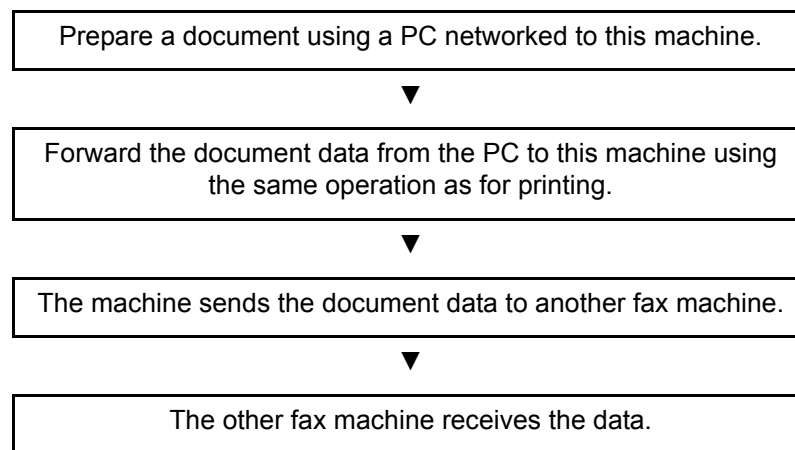 Prepare a document using a PC networked to this machine.
▼
Forward the document data from the PC to this machine using
the same operation as for printing.
▼
The machine sends the document data to another fax machine.
▼
The other fax machine receives the data.